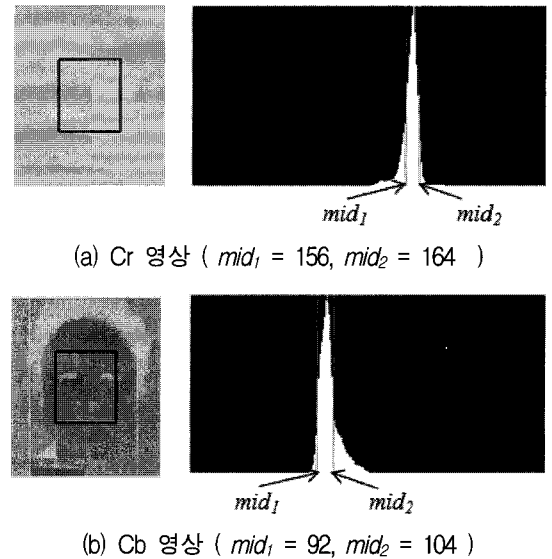 mid₁ mid₂
(a) Cr 영상 ( mid₁ = 156, mid₂ = 164 )
mid₁ mid₂
(b) Cb 영상 ( mid₁ = 92, mid₂ = 104 )